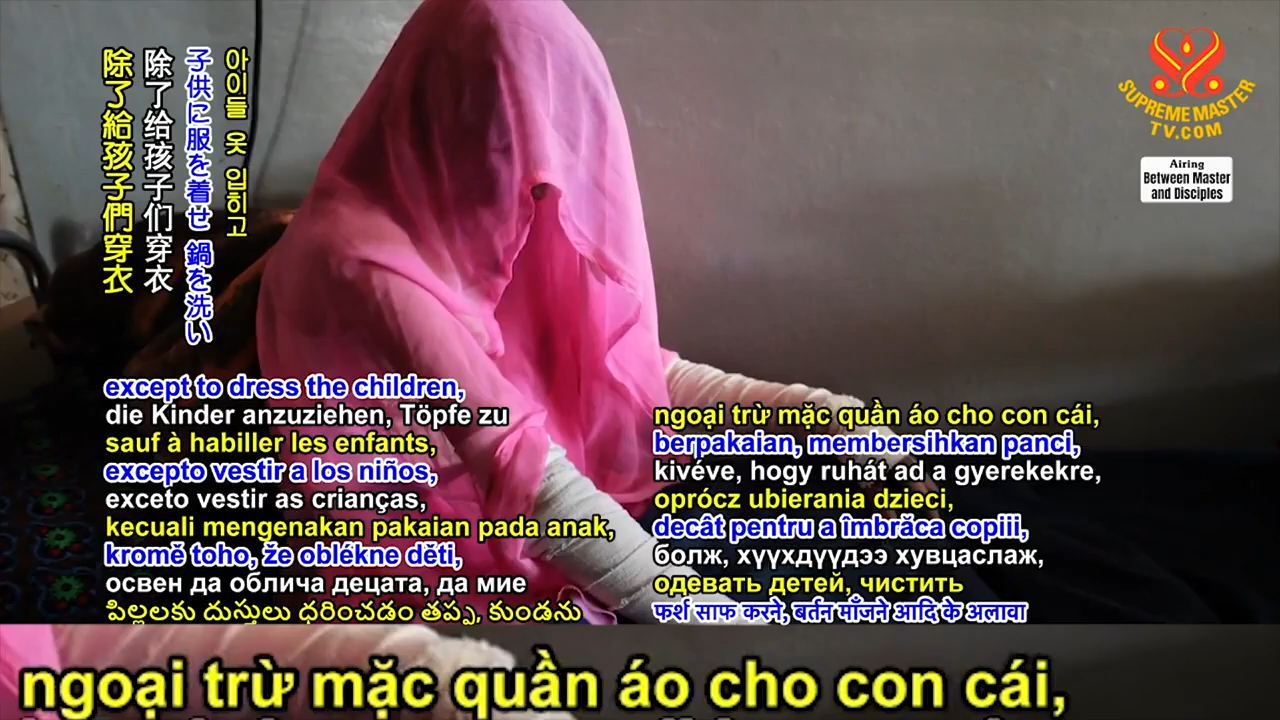 아이들 옷 입히고
子供に服を着せ 鍋を洗い
除了给孩子们穿衣
除了給孩子們穿衣
SUPREME MASTER
TV.COM
Airing
Between Master
and Disciples
except to dress the children,
die Kinder anzuziehen, Töpfe zu
sauf à habiller les enfants,
excepto vestir a los niños,
exceto vestir as crianças,
kecuali mengenakan pakaian pada anak,
kromě toho, že oblékne děti,
освен да облича децата, да мие
పిల్లలకు దుస్తులు ధరించడం తప్ప, కుండను
ngoại trừ mặc quần áo cho con cái,
berpakaian, membersihkan panci,
kivéve, hogy ruhát ad a gyerekekre,
oprócz ubierania dzieci,
decât pentru a îmbrăca copiii,
болж, хүүхдүүдээ хувцаслаж,
одевать детей, чистить
फर्श साफ करने, बर्तन माँजने आदि के अलावा
ngoại trừ mặc quần áo cho con cái,